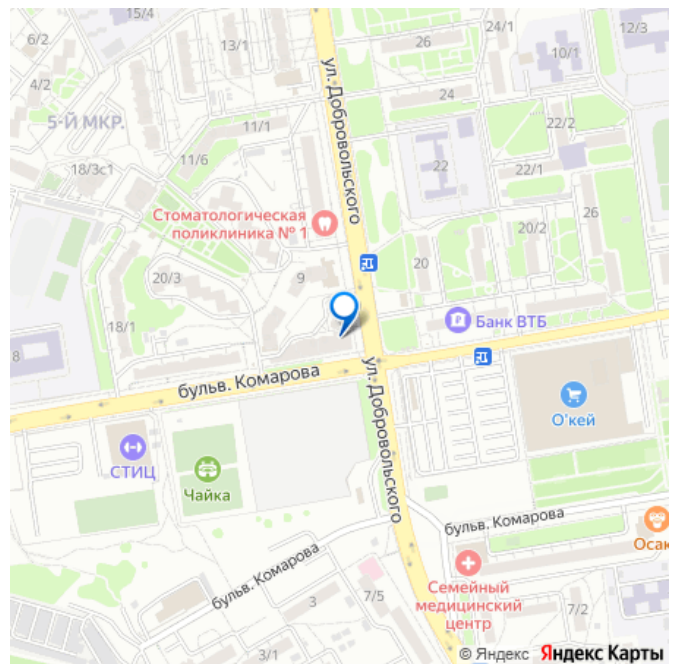 15/4
24/1
12/3
6/2
13/1
26
10/1
4/2
ул. Добровольского
24
5-Й МКР.
11/1
22/2
18/3с1
11/6
22
22/1
Стоматологическая
поликлиника № 1
26
20/2
20/3
9
20
18/1
Банк ВТБ
8
бульв. Комарова
ул. Добровольского
О'кей
СТИЦ
Чайка
бульв. Комарова
Осак
бульв. Комарова
Семейный
медицинский
центр
3
7/5
7/2
3/1
© Яндекс Яндекс Карты